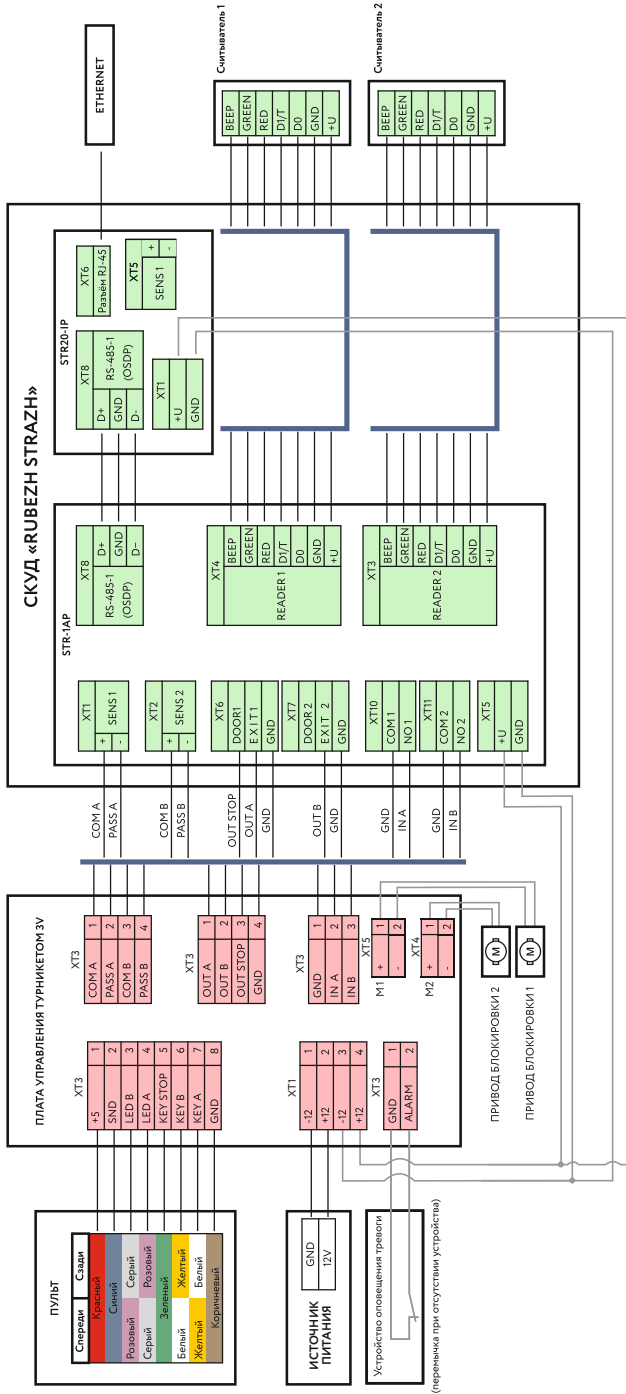 СКУД «RUBEZH STRAZH»
ПЛАТА УПРАВЛЕНИЯ ТУРНИКЕТОМ 3V
ПУЛЬТ
Спереди Сзади
Красный
Синий
Розовый Серый
Серый Розовый
Зеленый
Белый Желтый
Желтый Белый
Коричневый
ИСТОЧНИК
ПИТАНИЯ
GND
12V
Устройство оповещения тревоги
(перемычка при отсутствии устройства)
XT3
+5 1
SND 2
LED B 3
LED A 4
KEY STOP 5
KEY B 6
KEY A 7
GND 8
XT1
-12 1
+12 2
-12 3
+12 4
XT3
GND 1
ALARM 2
XT3
COM A 1
PASS A 2
COM B 3
PASS B 4
XT3
OUT A 1
OUT B 2
OUT STOP 3
GND 4
XT3
GND 1
IN A 2
IN B 3
XT5
M1 + 1
- 2
XT4
M2 + 1
- 2
M
M
ПРИВОД БЛОКИРОВКИ 2
ПРИВОД БЛОКИРОВКИ 1
COM A
PASS A
COM B
PASS B
OUT STOP
OUT A
GND
OUT B
GND
GND
IN A
GND
IN B
STR-1AP
XT1
+
-
SENS 1
XT2
+
-
SENS 2
XT6
DOOR1
EXIT1
GND
XT7
DOOR 2
EXIT 2
GND
XT10
COM 1
NO 1
XT11
COM 2
NO 2
XT5
+U
GND
XT8
RS-485-1
(OSDP)
D+
GND
D-
XT4
READER 1
BEEP
GREEN
RED
D1/T
D0
GND
+U
XT3
READER 2
BEEP
GREEN
RED
D1/T
D0
GND
+U
STR20-IP
XT8
D+
GND
D-
RS-485-1
(OSDP)
XT6
Разъём RJ-45
XT5
+
-
SENS 1
XT1
+U
GND
ETHERNET
Считыватель 1
BEEP
GREEN
RED
D1/T
D0
GND
+U
Считыватель 2
BEEP
GREEN
RED
D1/T
D0
GND
+U